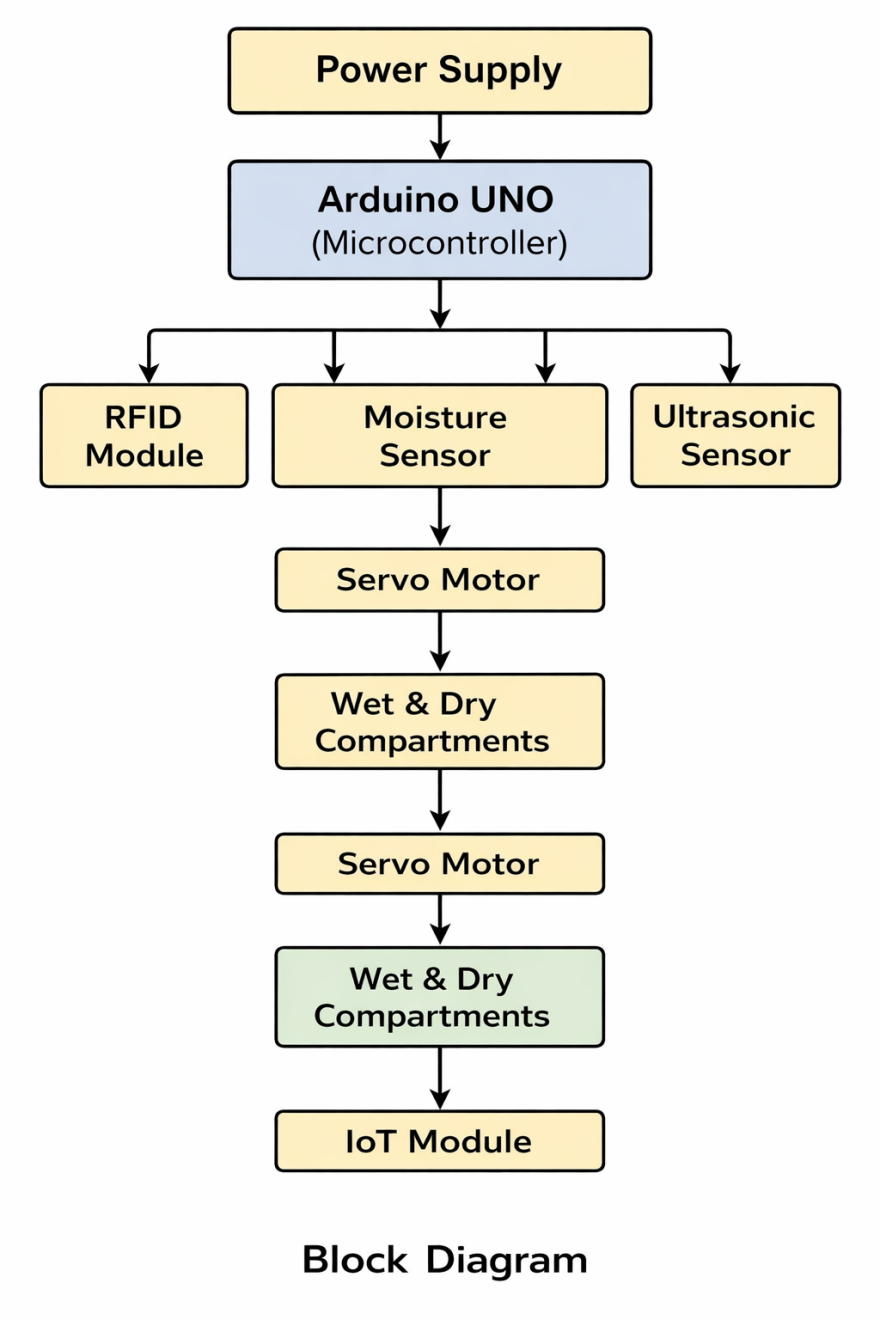 Power Supply
Arduino UNO
(Microcontroller)
RFID
Module
Moisture
Sensor
Ultrasonic
Sensor
Servo Motor
Wet & Dry
Compartments
Servo Motor
Wet & Dry
Compartments
IoT Module
Block Diagram